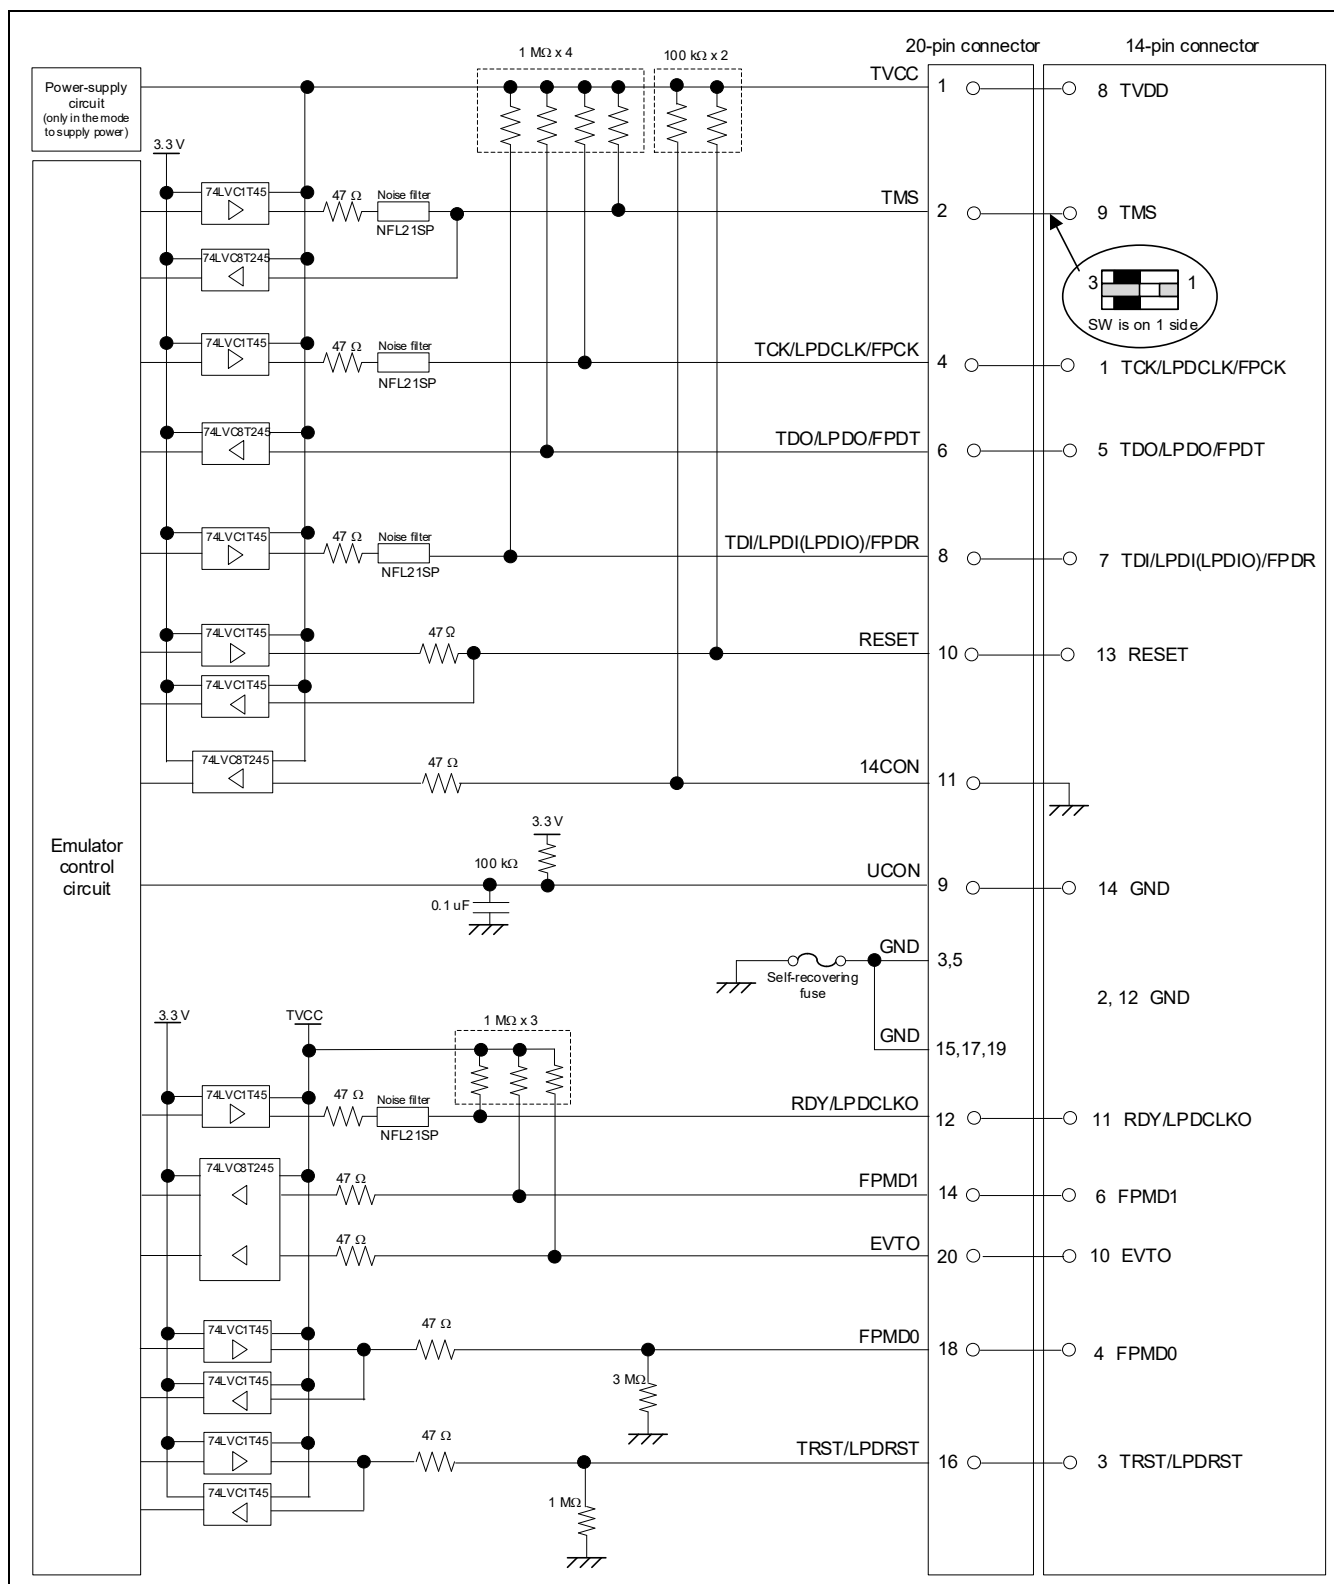 1 MΩ x 4
100 kΩ x 2
20-pin connector
14-pin connector
Power-supply
circuit
(only in the mode
to supply power)
TVCC
1
8 TVDD
3.3 V
74LVC1T45
47 Ω
Noise filter
NFL21SP
TMS
2
9 TMS
74LVC8T245
3
1
SW is on 1 side
74LVC1T45
47 Ω
Noise filter
NFL21SP
TCK/LPDCLK/FPCK
4
1 TCK/LPDCLK/FPCK
74LVC8T245
TDO/LPDO/FPDT
6
5 TDO/LPDO/FPDT
74LVC1T45
47 Ω
Noise filter
NFL21SP
TDI/LPDI(LPDIO)/FPDR
8
7 TDI/LPDI(LPDIO)/FPDR
74LVC1T45
47 Ω
RESET
10
13 RESET
74LVC1T45
74LVC8T245
47 Ω
14CON
11
Emulator
control
circuit
3.3 V
100 kΩ
0.1 uF
UCON
9
14 GND
GND
3,5
Self-recovering
fuse
2, 12 GND
GND
15,17,19
3.3 V
TVCC
1 MΩ x 3
74LVC1T45
47 Ω
Noise filter
NFL21SP
RDY/LPDCLKO
12
11 RDY/LPDCLKO
74LVC8T245
47 Ω
FPMD1
14
6 FPMD1
47 Ω
EVTO
20
10 EVTO
74LVC1T45
47 Ω
FPMD0
18
4 FPMD0
74LVC1T45
3 MΩ
74LVC1T45
47 Ω
TRST/LPDRST
16
3 TRST/LPDRST
74LVC1T45
1 MΩ